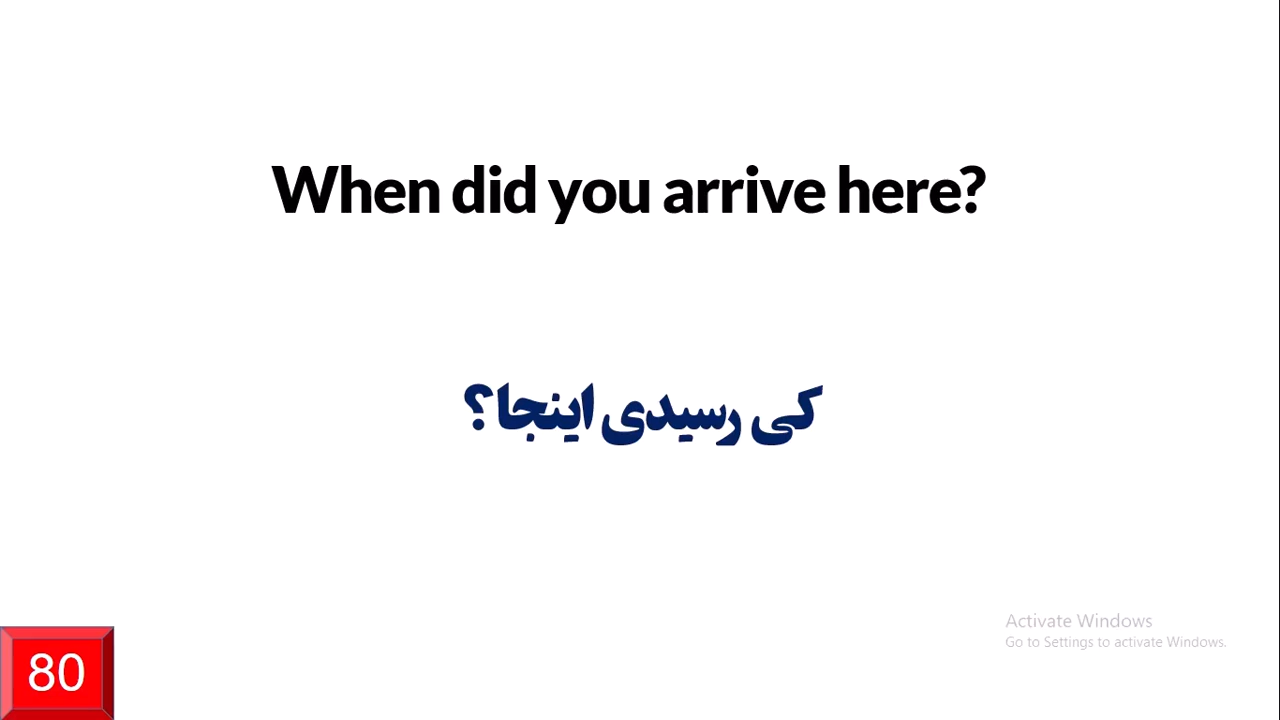 When did you arrive here?
کی رسیدی اینجا؟
Activate Windows
Go to Settings to activate Windows.
80